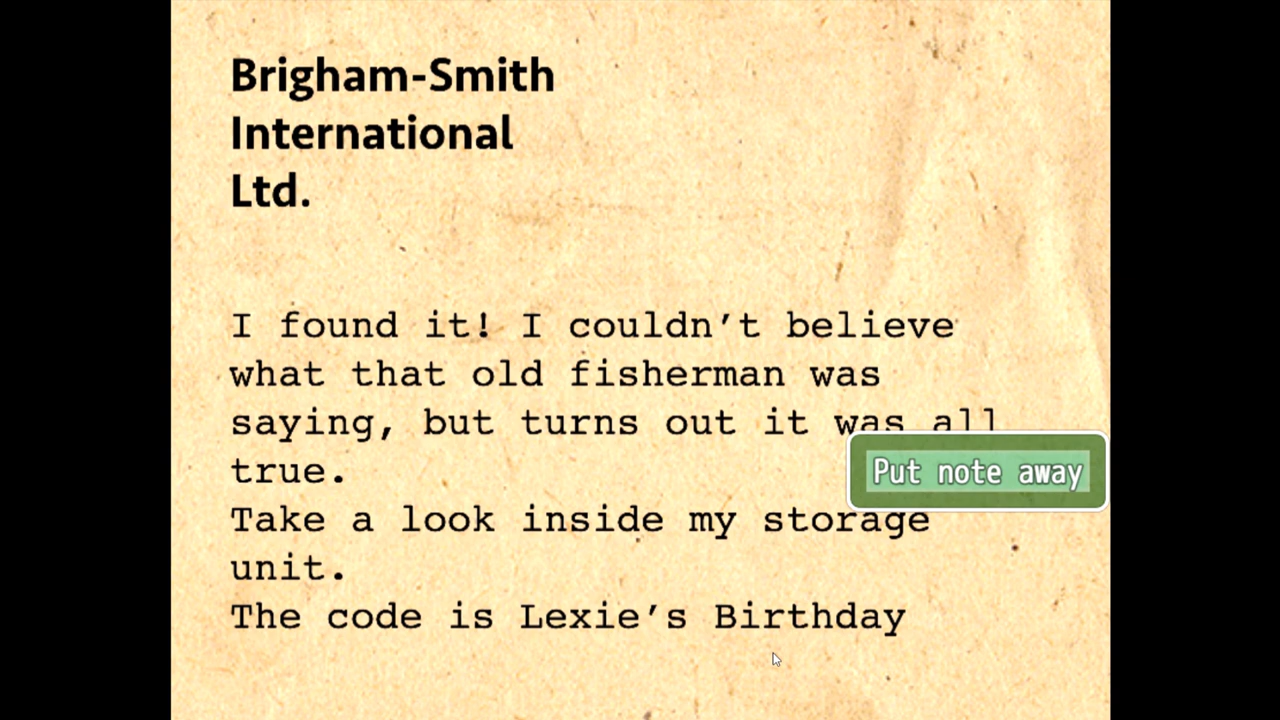 Brigham-Smith
International
Ltd.
I found it! I couldn’t believe
what that old fisherman was
saying, but turns out it was all
true.
Put note away
Take a look inside my storage
unit.
The code is Lexie’s Birthday